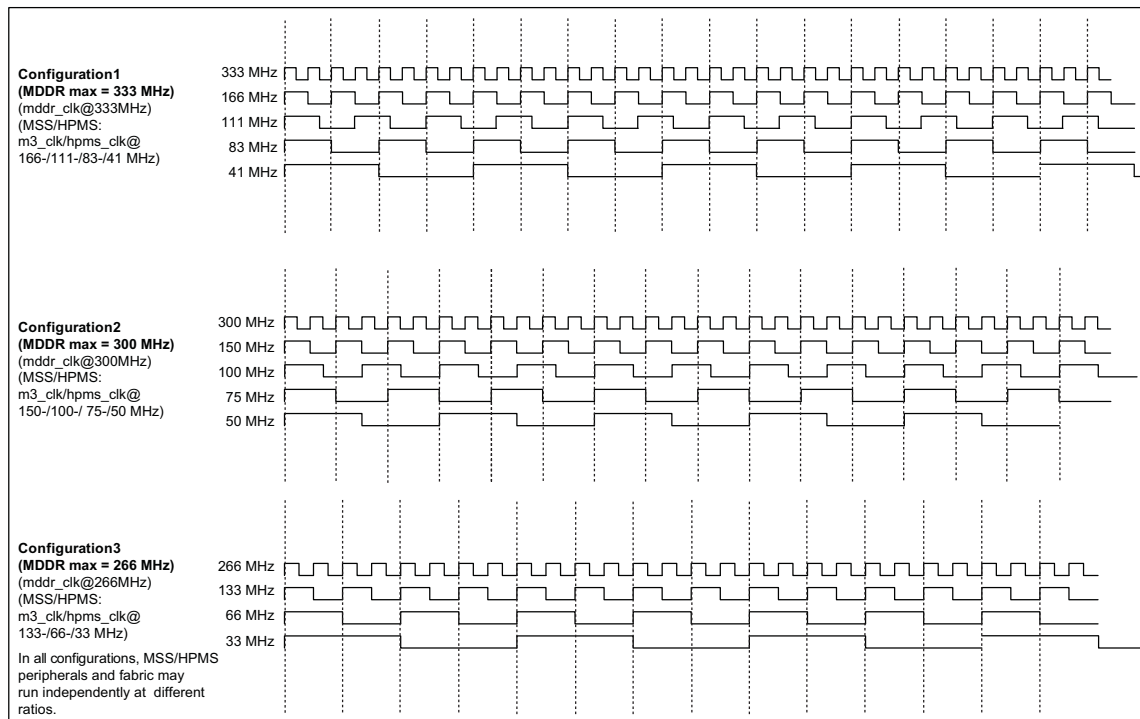 Configuration1
(MDDR max = 333 MHz)
(mddr_clk@333MHz)
(MSS/HPMS:
m3_clk/hpms_clk@
166-/111-/83-/41 MHz)
333 MHz
166 MHz
111 MHz
83 MHz
41 MHz
Configuration2
(MDDR max = 300 MHz)
(mddr_clk@300MHz)
(MSS/HPMS:
m3_clk/hpms_clk@
150-/100-/ 75-/50 MHz)
300 MHz
150 MHz
100 MHz
75 MHz
50 MHz
Configuration3
(MDDR max = 266 MHz)
(mddr_clk@266MHz)
(MSS/HPMS:
m3_clk/hpms_clk@
133-/66-/33 MHz)
266 MHz
133 MHz
66 MHz
33 MHz
In all configurations, MSS/HPMS
peripherals and fabric may
run independently at different
ratios.